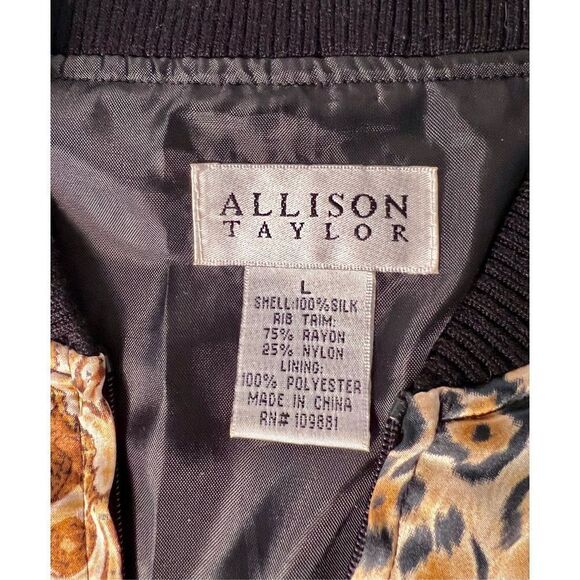 ALLISON
TAYLOR
L
SHELL:100%SILK
RIB TRIM:
75% RAYON
25% NYLON
LINING:
100% POLYESTER
MADE IN CHINA
RN# 109881